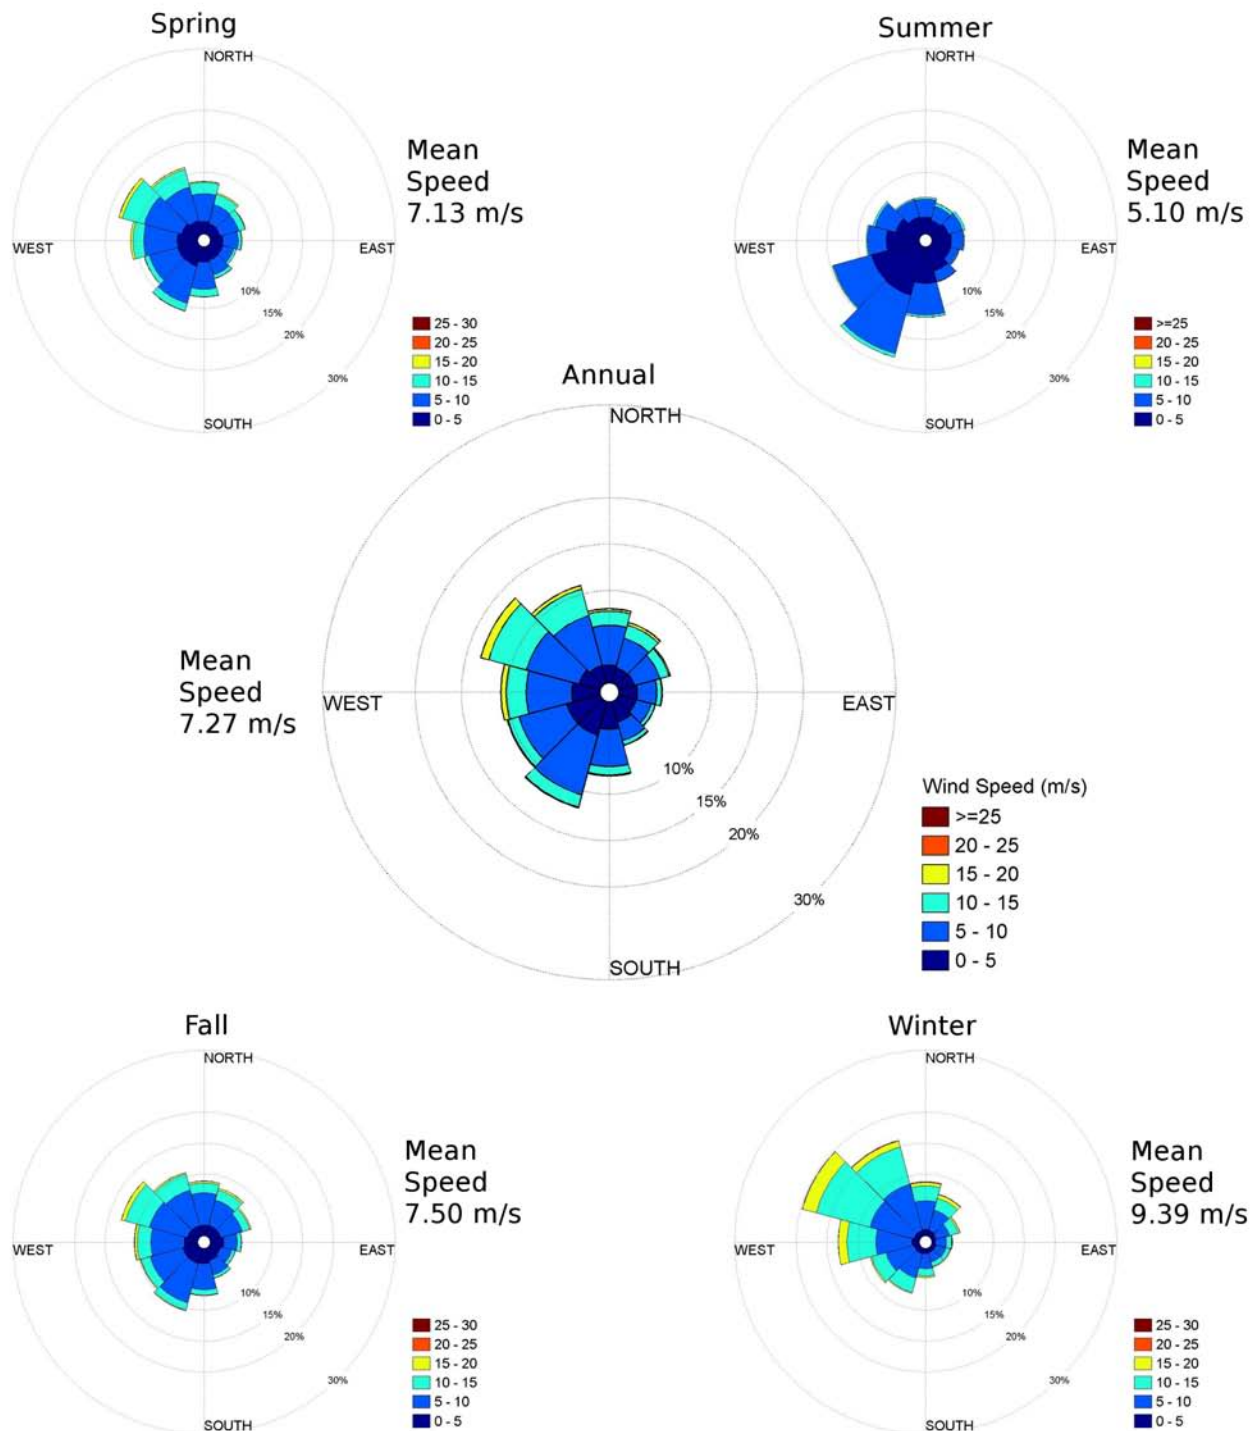 Spring
NORTH
Mean
Speed
7.13 m/s
WEST
EAST
10%
15%
20%
30%
SOUTH
25 - 30
20 - 25
15 - 20
10 - 15
5 - 10
0 - 5
Summer
NORTH
Mean
Speed
5.10 m/s
WEST
EAST
10%
15%
20%
30%
SOUTH
>=25
20 - 25
15 - 20
10 - 15
5 - 10
0 - 5
Annual
NORTH
Mean
Speed
7.27 m/s
WEST
EAST
10%
15%
20%
30%
SOUTH
Wind Speed (m/s)
>=25
20 - 25
15 - 20
10 - 15
5 - 10
0 - 5
Fall
NORTH
Mean
Speed
7.50 m/s
WEST
EAST
10%
15%
20%
30%
SOUTH
25 - 30
20 - 25
15 - 20
10 - 15
5 - 10
0 - 5
Winter
NORTH
Mean
Speed
9.39 m/s
WEST
EAST
10%
15%
20%
30%
SOUTH
25 - 30
20 - 25
15 - 20
10 - 15
5 - 10
0 - 5